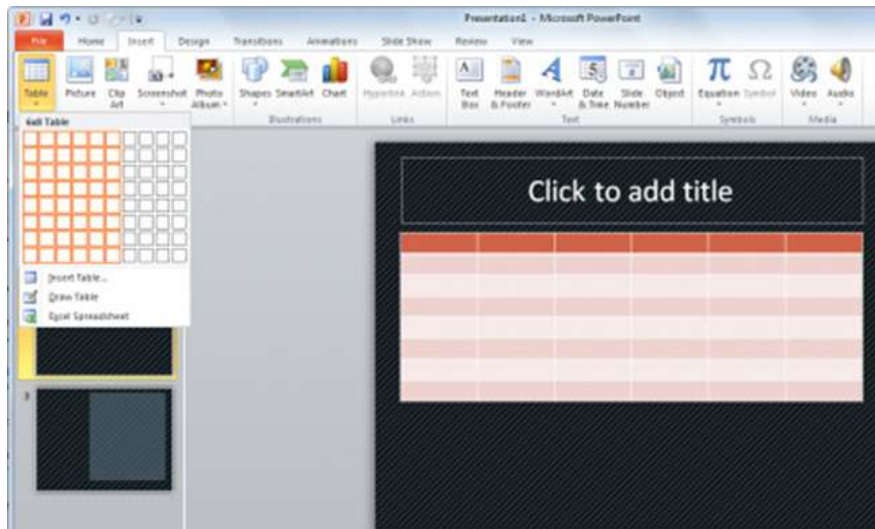 Presentation1 - Microsoft PowerPoint
File Home Insert Design Transitions Animations Slide Show Review View
Table Picture Clip Art Screenshot Photo Album Shapes SmartArt Chart Hyperlink Action Text Box Header & Footer WordArt Date & Time Slide Number Object Equation Symbol Video Audio
Illustrations Links Text Symbols Media
6x8 Table
Insert Table...
Draw Table
Excel Spreadsheet
Click to add title
3